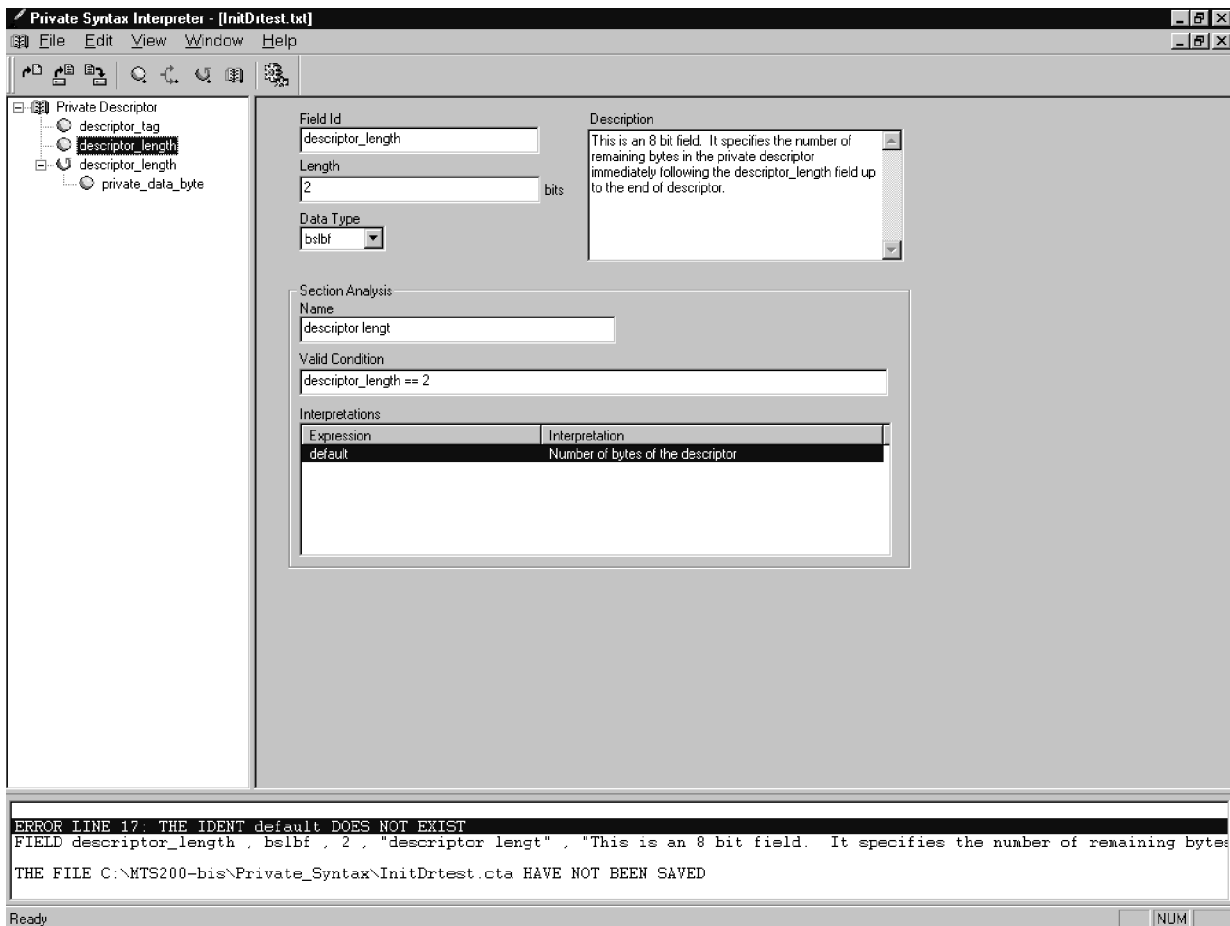 Private Syntax Interpreter - [InitDrtest.txt]
File Edit View Window Help
Private Descriptor
descriptor_tag
descriptor_length
descriptor_length
private_data_byte
Field Id
descriptor_length
Length
2
bits
Data Type
bslbf
Description
This is an 8 bit field. It specifies the number of
remaining bytes in the private descriptor
immediately following the descriptor_length field up
to the end of descriptor.
Section Analysis
Name
descriptor lengt
Valid Condition
descriptor_length == 2
Interpretations
Expression Interpretation
default Number of bytes of the descriptor
ERROR LINE 17: THE IDENT default DOES NOT EXIST
FIELD descriptor_length , bslbf , 2 , "descriptor lengt" , "This is an 8 bit field. It specifies the number of remaining bytes
THE FILE C:\MTS200-bis\Private_Syntax\InitDrtest.cta HAVE NOT BEEN SAVED
Ready
NUM